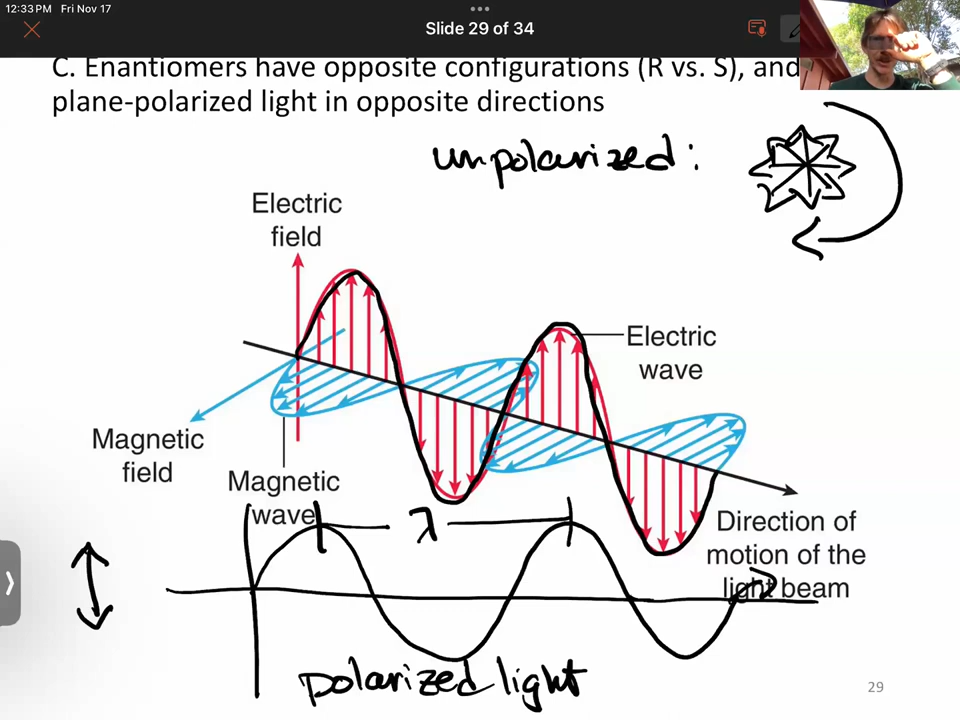 12:33 PM Fri Nov 17
Slide 29 of 34
C. Enantiomers have opposite configurations (R vs. S), and
plane-polarized light in opposite directions
unpolarized:
Electric
field
Electric
wave
Magnetic
field
Magnetic
wave
λ
Direction of
motion of the
light beam
polarized light
29